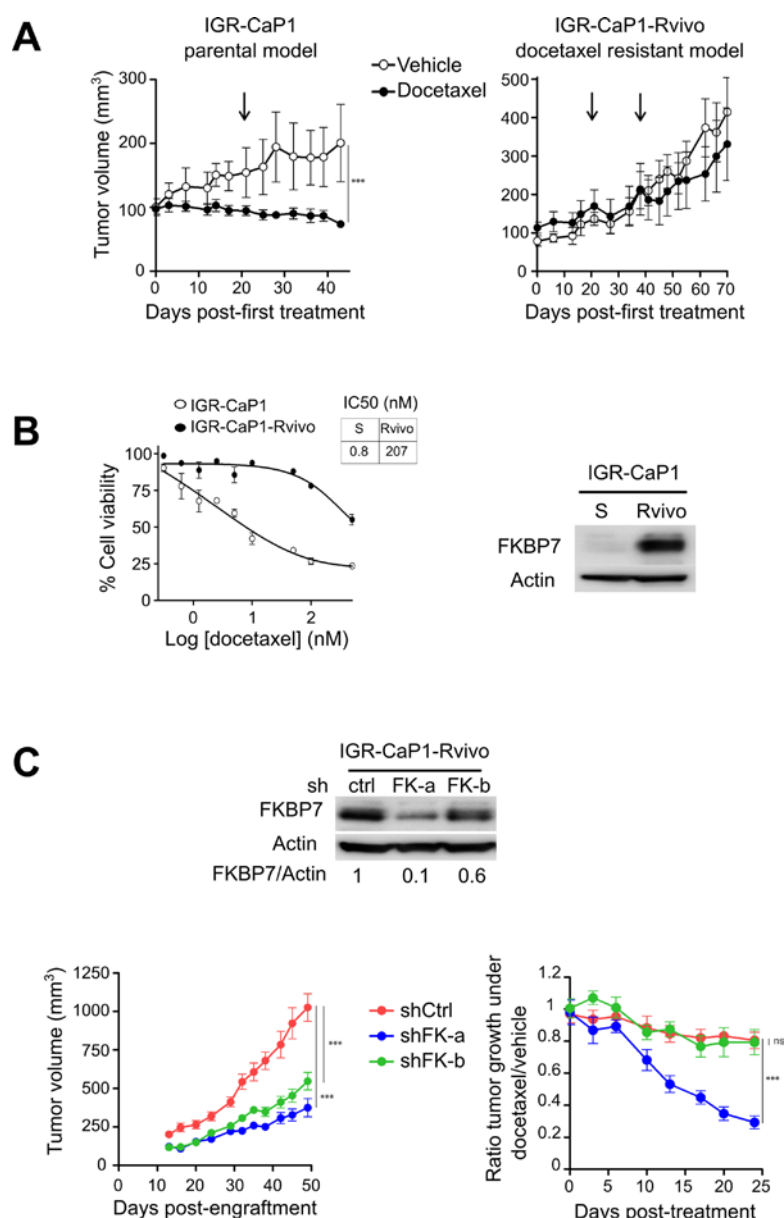 A
IGR-CaP1
parental model
IGR-CaP1-Rvivo
docetaxel resistant model
Vehicle
Docetaxel
Tumor volume (mm³)
300
200
100
0
***
0 10 20 30 40
Days post-first treatment
500
400
300
200
100
0
0 10 20 30 40 50 60 70
Days post-first treatment
B
IGR-CaP1
IGR-CaP1-Rvivo
IC50 (nM)
S Rvivo
0.8 207
% Cell viability
100
75
50
25
0
0 1 2
Log [docetaxel] (nM)
IGR-CaP1
S Rvivo
FKBP7
Actin
C
IGR-CaP1-Rvivo
sh ctrl FK-a FK-b
FKBP7
Actin
FKBP7/Actin 1 0.1 0.6
Tumor volume (mm³)
1250
1000
750
500
250
0
***
***
0 10 20 30 40 50
Days post-engraftment
shCtrl
shFK-a
shFK-b
Ratio tumor growth under
docetaxel/vehicle
1.2
1
0.8
0.6
0.4
0.2
0
ns
***
0 5 10 15 20 25
Days post-treatment